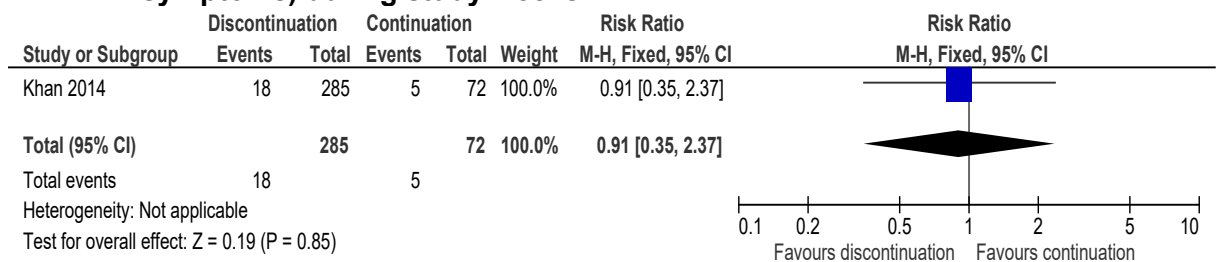 Discontinuation Continuation Risk Ratio Risk Ratio
Study or Subgroup Events Total Events Total Weight M-H, Fixed, 95% CI M-H, Fixed, 95% CI
Khan 2014 18 285 5 72 100.0% 0.91 [0.35, 2.37]
Total (95% CI) 285 72 100.0% 0.91 [0.35, 2.37]
Total events 18 5
Heterogeneity: Not applicable
Test for overall effect: Z = 0.19 (P = 0.85)
0.1 0.2 0.5 1 2 5 10
Favours discontinuation Favours continuation